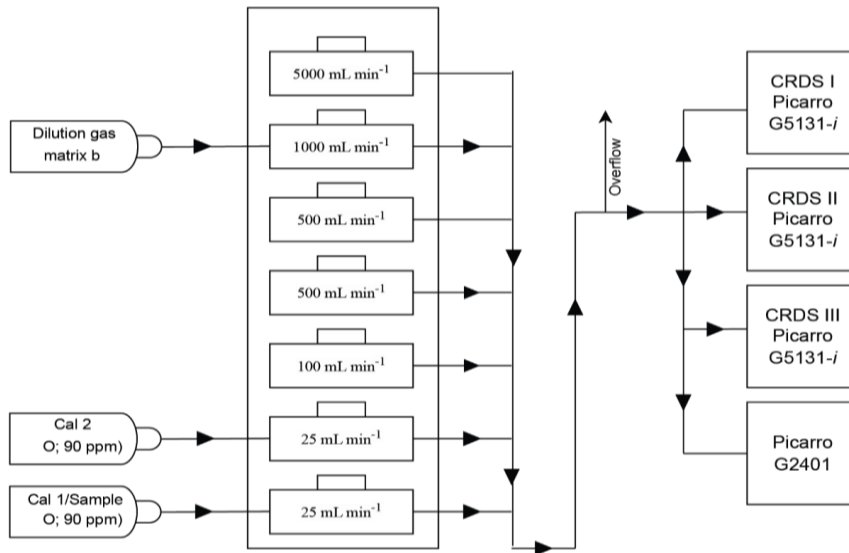 5000 mL min⁻¹
Dilution gas
matrix b
1000 mL min⁻¹
500 mL min⁻¹
500 mL min⁻¹
100 mL min⁻¹
Cal 2
O; 90 ppm)
25 mL min⁻¹
Cal 1/Sample
O; 90 ppm)
25 mL min⁻¹
Overflow
CRDS I
Picarro
G5131-i
CRDS II
Picarro
G5131-i
CRDS III
Picarro
G5131-i
Picarro
G2401